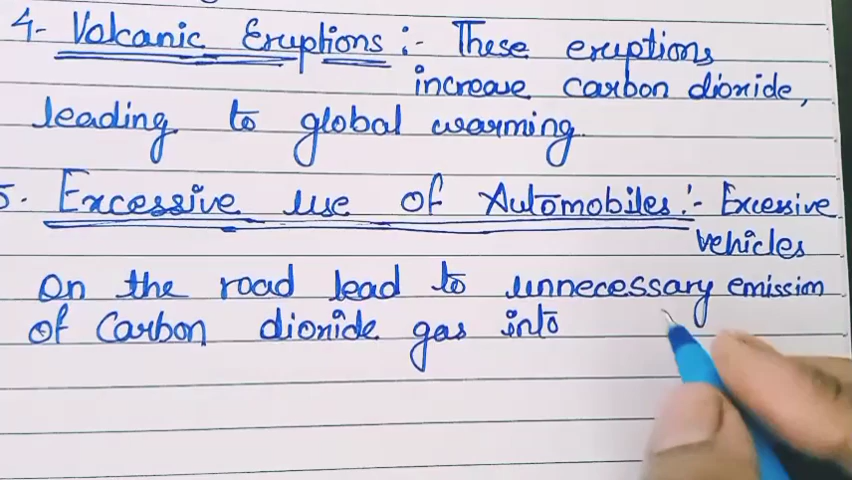 4- Volcanic Eruptions :- These eruptions
increase carbon dioxide,
leading to global warming.
5. Excessive use of Automobiles :- Excessive
vehicles
on the road lead to unnecessary emission
of Carbon dioxide gas into